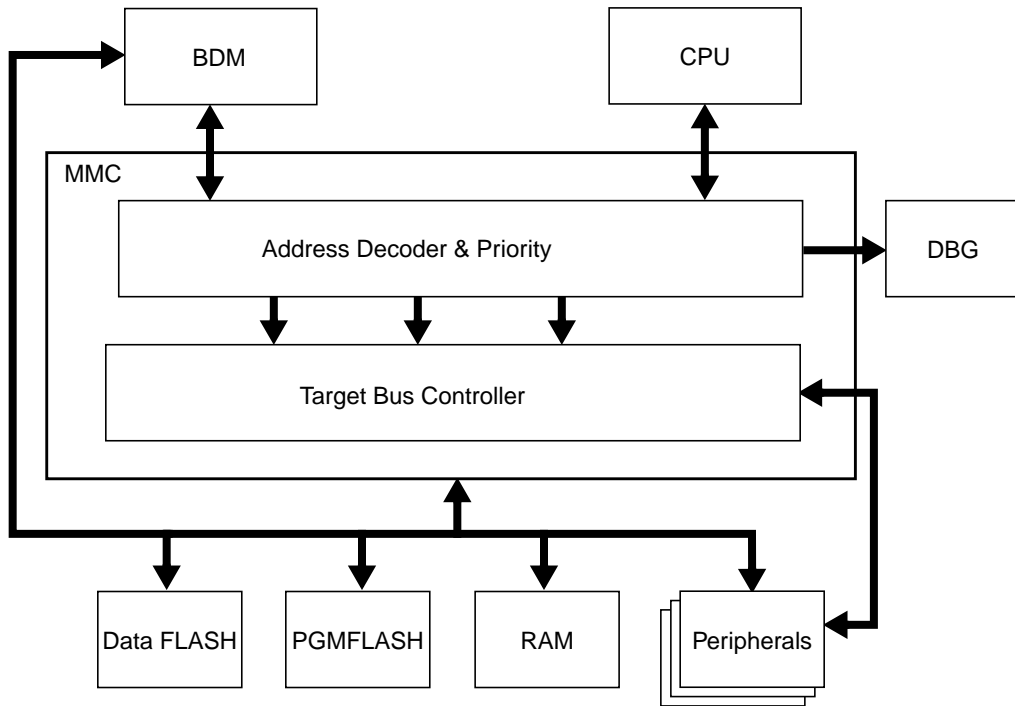 BDM
CPU
MMC
Address Decoder & Priority
DBG
Target Bus Controller
Data FLASH
PGMFLASH
RAM
Peripherals